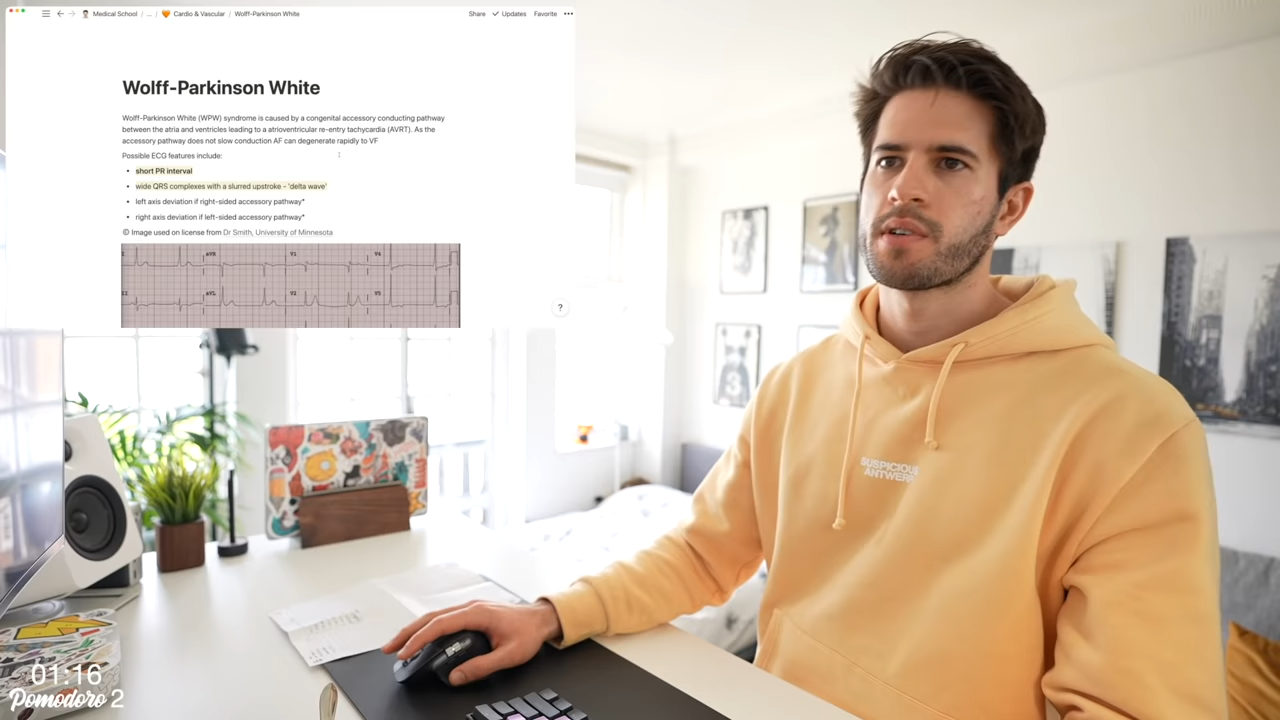 Medical School / ... / Cardio & Vascular / Wolff-Parkinson White
Share Updates Favorite •••
Wolff-Parkinson White
Wolff-Parkinson White (WPW) syndrome is caused by a congenital accessory conducting pathway
between the atria and ventricles leading to a atrioventricular re-entry tachycardia (AVRT). As the
accessory pathway does not slow conduction AF can degenerate rapidly to VF
Possible ECG features include:
• short PR interval
• wide QRS complexes with a slurred upstroke - 'delta wave'
• left axis deviation if right-sided accessory pathway*
• right axis deviation if left-sided accessory pathway*
© Image used on license from Dr Smith, University of Minnesota
I aVR V1 V4
II aVL V2 V5
?
SUSPICIOUS
ANTWERP
3
01:16
Pomodoro 2